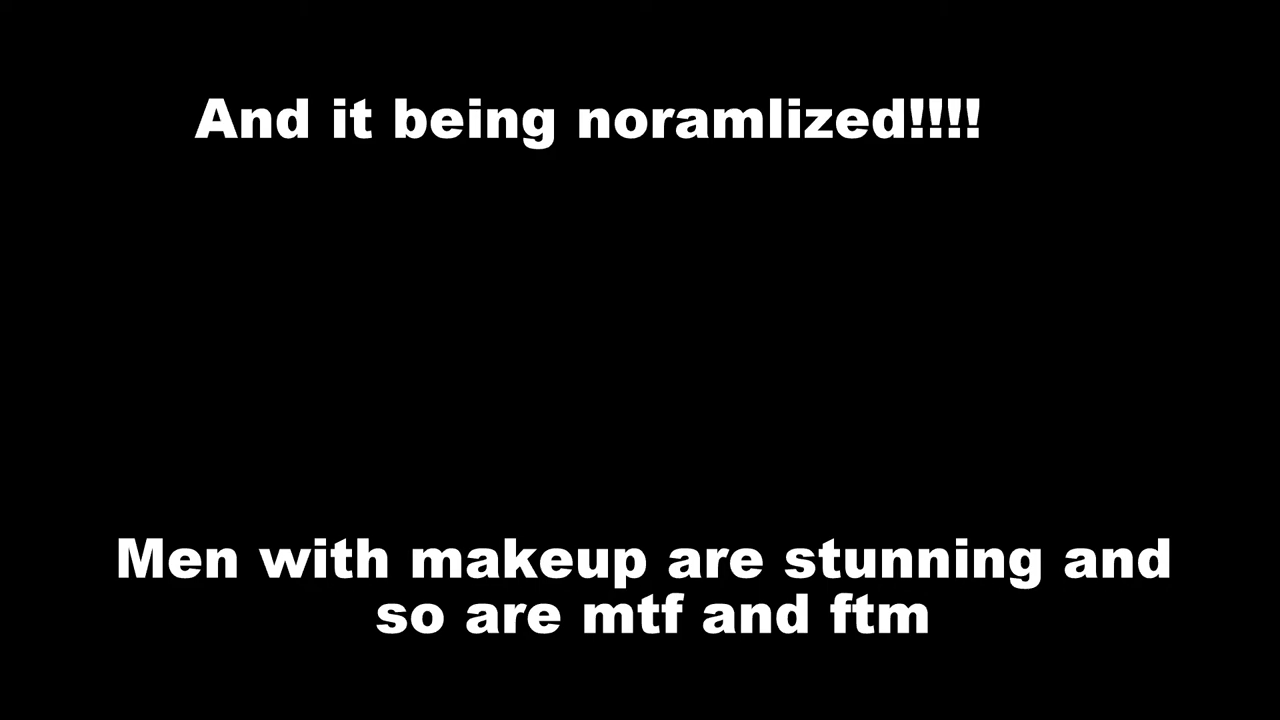 And it being noramlized!!!!
Men with makeup are stunning and
so are mtf and ftm